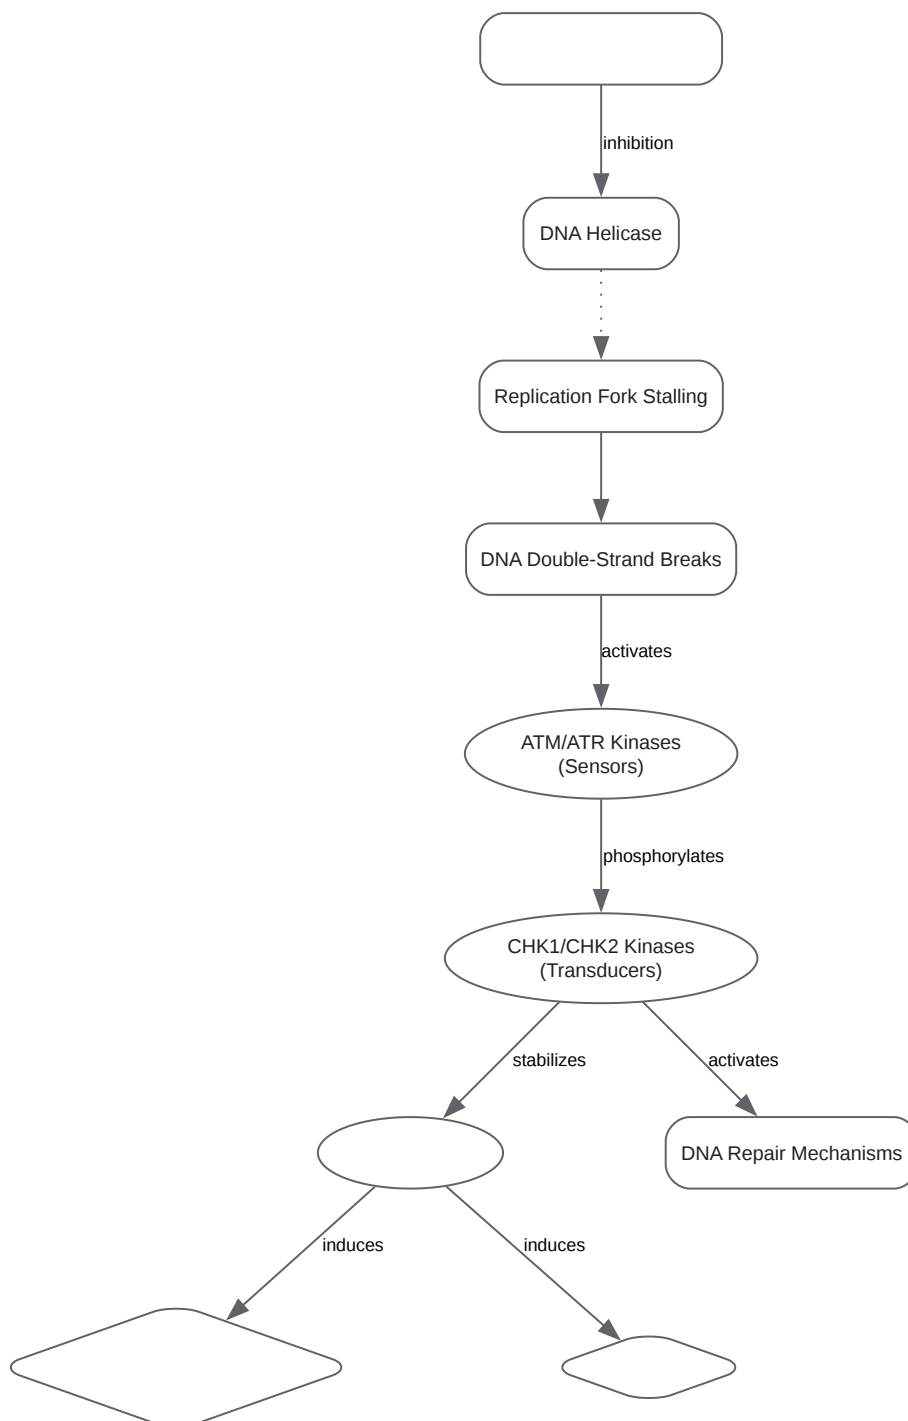 inhibition
DNA Helicase
Replication Fork Stalling
DNA Double-Strand Breaks
activates
ATM/ATR Kinases
(Sensors)
phosphorylates
CHK1/CHK2 Kinases
(Transducers)
stabilizes
activates
DNA Repair Mechanisms
induces
induces